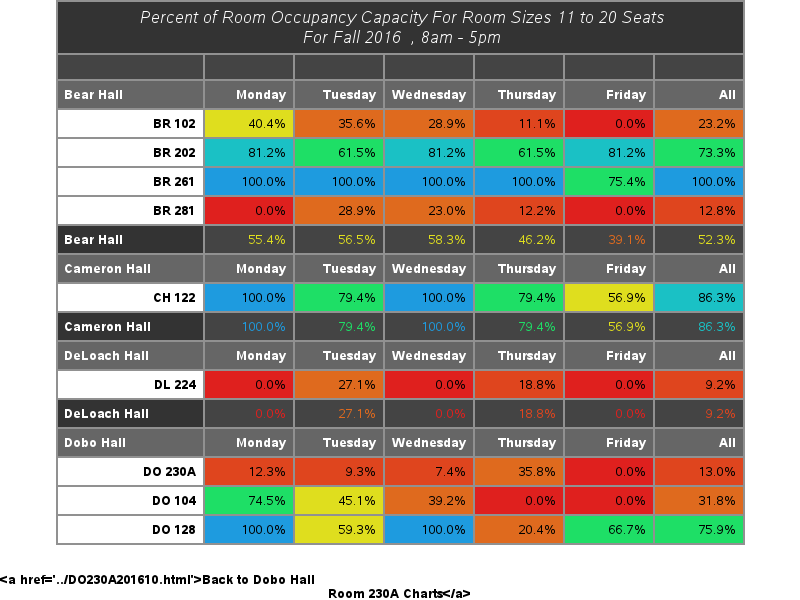 Percent of Room Occupancy Capacity For Room Sizes 11 to 20 Seats
For Fall 2016 , 8am - 5pm
Bear Hall Monday Tuesday Wednesday Thursday Friday All
BR 102 40.4% 35.6% 28.9% 11.1% 0.0% 23.2%
BR 202 81.2% 61.5% 81.2% 61.5% 81.2% 73.3%
BR 261 100.0% 100.0% 100.0% 100.0% 75.4% 100.0%
BR 281 0.0% 28.9% 23.0% 12.2% 0.0% 12.8%
Bear Hall 55.4% 56.5% 58.3% 46.2% 39.1% 52.3%
Cameron Hall Monday Tuesday Wednesday Thursday Friday All
CH 122 100.0% 79.4% 100.0% 79.4% 56.9% 86.3%
Cameron Hall 100.0% 79.4% 100.0% 79.4% 56.9% 86.3%
DeLoach Hall Monday Tuesday Wednesday Thursday Friday All
DL 224 0.0% 27.1% 0.0% 18.8% 0.0% 9.2%
DeLoach Hall 0.0% 27.1% 0.0% 18.8% 0.0% 9.2%
Dobo Hall Monday Tuesday Wednesday Thursday Friday All
DO 230A 12.3% 9.3% 7.4% 35.8% 0.0% 13.0%
DO 104 74.5% 45.1% 39.2% 0.0% 0.0% 31.8%
DO 128 100.0% 59.3% 100.0% 20.4% 66.7% 75.9%
<a href='../DO230A201610.html'>Back to Dobo Hall
Room 230A Charts</a>